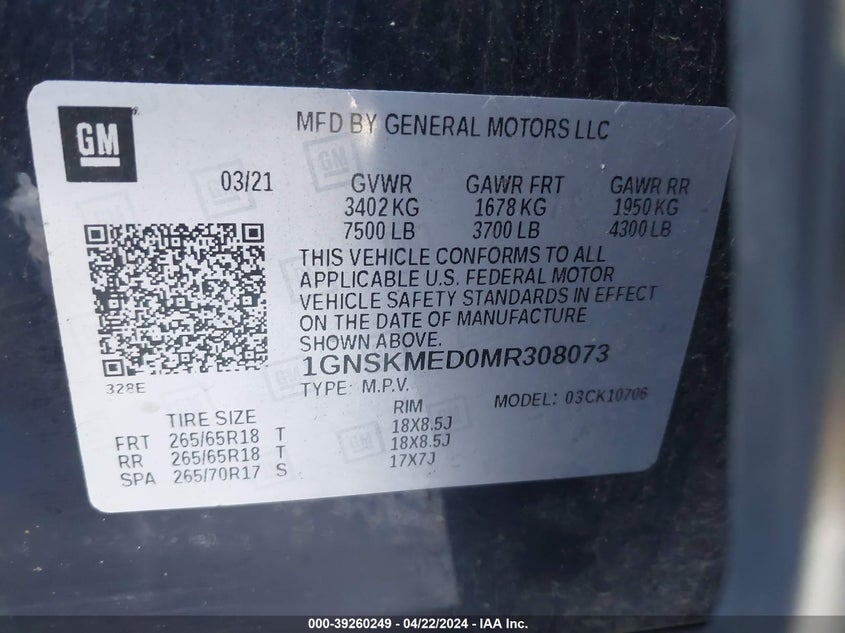 GM
MFD BY GENERAL MOTORS LLC
03/21 GVWR GAWR FRT GAWR RR
3402 KG 1678 KG 1950 KG
7500 LB 3700 LB 4300 LB
THIS VEHICLE CONFORMS TO ALL
APPLICABLE U.S. FEDERAL MOTOR
VEHICLE SAFETY STANDARDS IN EFFECT
ON THE DATE OF MANUFACTURE
SHOWN ABOVE.
1GNSKMED0MR308073
328E
TYPE: M.P.V. MODEL: 03CK10706
TIRE SIZE RIM
FRT 265/65R18 T 18X8.5J
RR 265/65R18 T 18X8.5J
SPA 265/70R17 S 17X7J
000-39260249 - 04/22/2024 - IAA Inc.